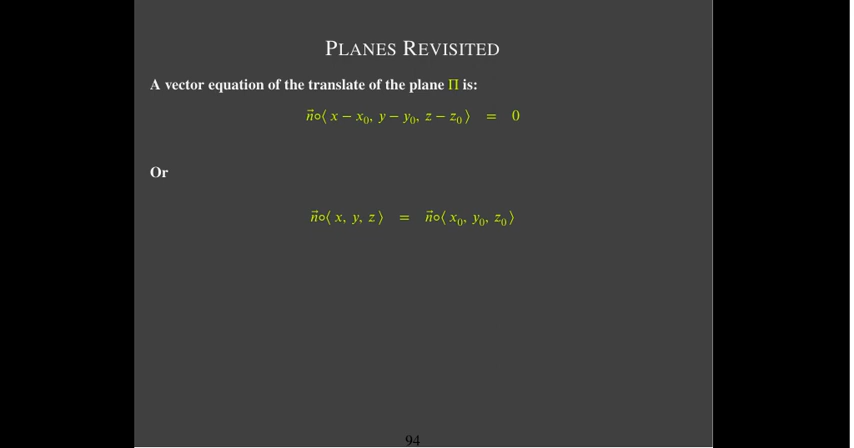 PLANES REVISITED
A vector equation of the translate of the plane Π is:
n⃗∘⟨ x − x₀, y − y₀, z − z₀ ⟩ = 0
Or
n⃗∘⟨ x, y, z ⟩ = n⃗∘⟨ x₀, y₀, z₀ ⟩
94